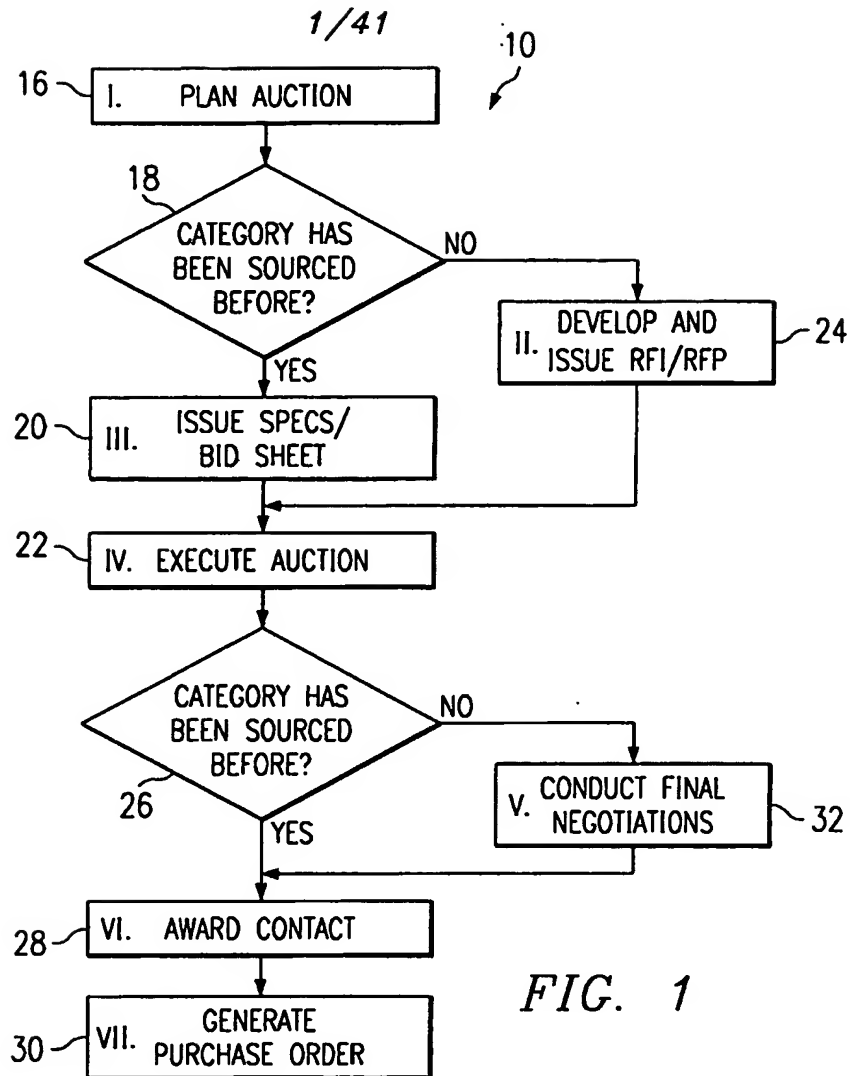 1/41
10
16
I. PLAN AUCTION
18
CATEGORY HAS
BEEN SOURCED
BEFORE?
NO
YES
II. DEVELOP AND
ISSUE RFI/RFP
24
20
III. ISSUE SPECS/
BID SHEET
22
IV. EXECUTE AUCTION
CATEGORY HAS
BEEN SOURCED
BEFORE?
NO
26
YES
V. CONDUCT FINAL
NEGOTIATIONS
32
28
VI. AWARD CONTACT
30
VII. GENERATE
PURCHASE ORDER
FIG. 1